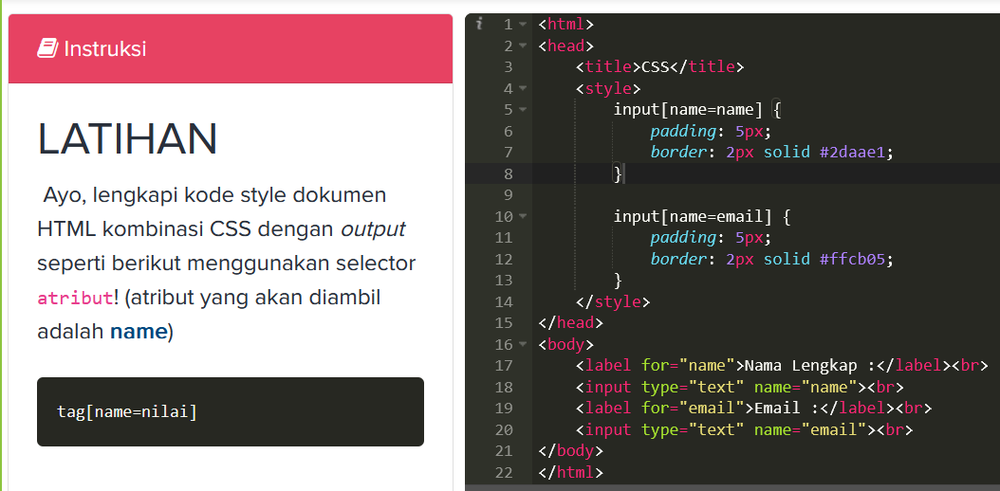 Instruksi
LATIHAN
Ayo, lengkapi kode style dokumen
HTML kombinasi CSS dengan output
seperti berikut menggunakan selector
atribut! (atribut yang akan diambil
adalah name)
tag[name=nilai]
i 1 <html>
2 <head>
3 <title>CSS</title>
4 <style>
5 input[name=name] {
6 padding: 5px;
7 border: 2px solid #2daae1;
8 }
9
10 input[name=email] {
11 padding: 5px;
12 border: 2px solid #ffcb05;
13 }
14 </style>
15 </head>
16 <body>
17 <label for="name">Nama Lengkap :</label><br>
18 <input type="text" name="name"><br>
19 <label for="email">Email :</label><br>
20 <input type="text" name="email"><br>
21 </body>
22 </html>